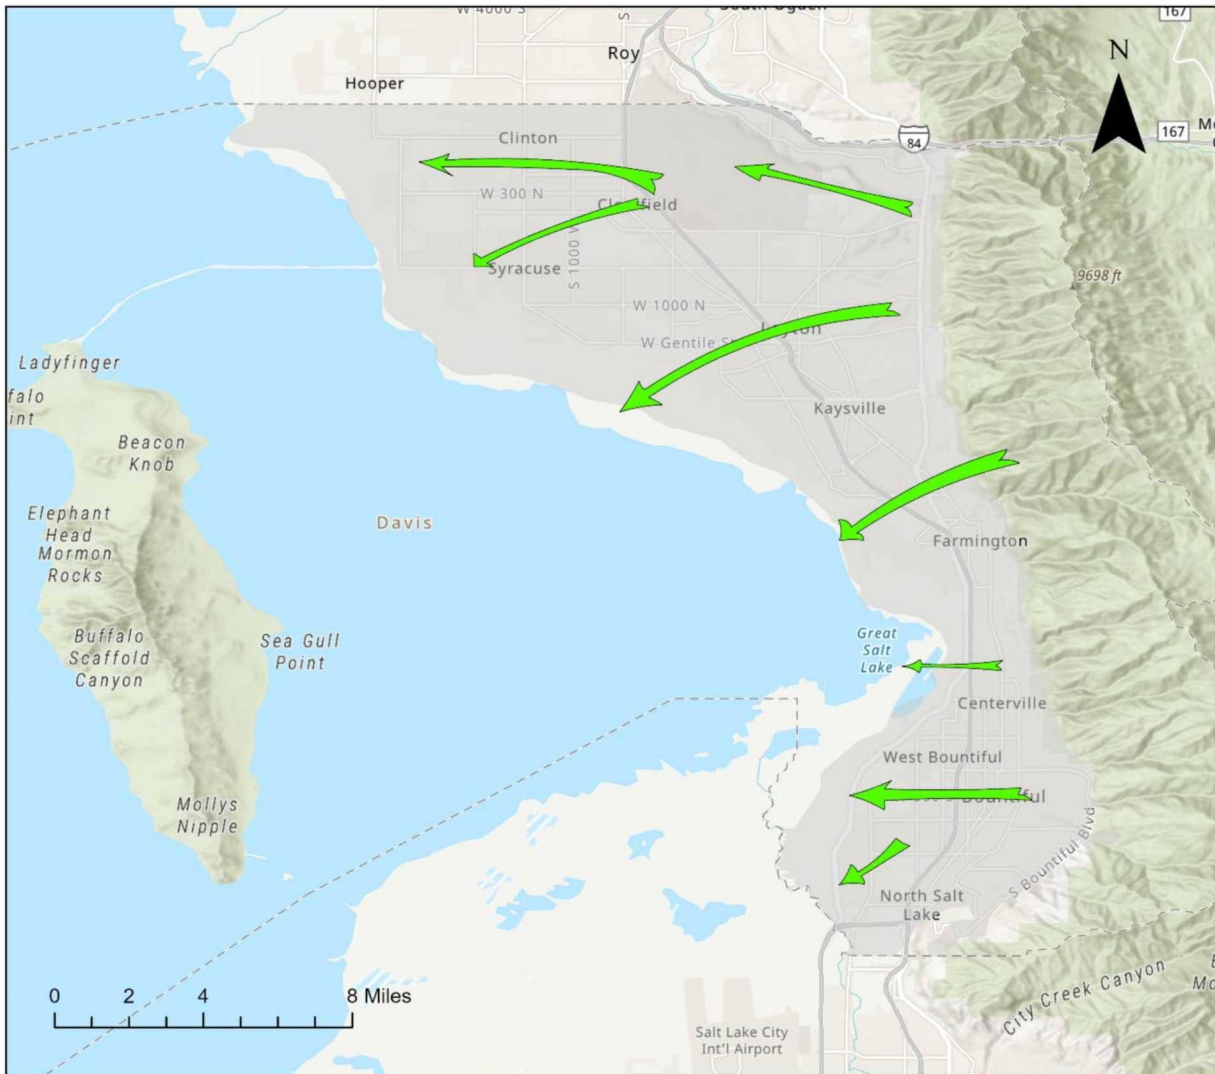 W 4000 S
167
Roy
N
Hooper
84
167
Clinton
W 300 N
Syracuse
S 1000 W
9698 ft
W 1000 N
W Gentile St
Ladyfinger
Kaysville
Beacon
Knob
Elephant
Head
Mormon
Rocks
Davis
Farmington
Buffalo
Scaffold
Canyon
Sea Gull
Point
Great
Salt
Lake
Centerville
West Bountiful
Bountiful
Mollys
Nipple
S Bountiful Blvd
North Salt
Lake
City Creek Canyon
0 2 4 8 Miles
Salt Lake City
Int'l Airport